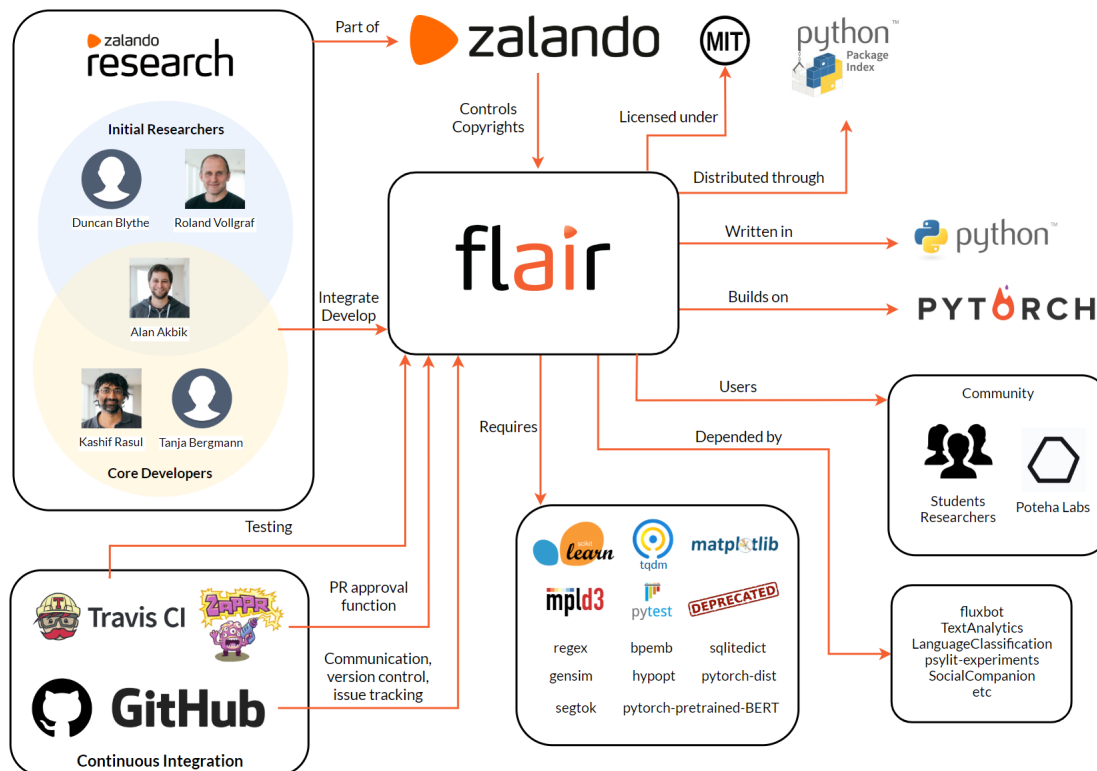 zalando
research
Initial Researchers
Duncan Blythe
Roland Vollgraf
Alan Akbik
Kashif Rasul
Tanja Bergmann
Core Developers
Part of
zalando
MIT
python™
Package
Index
Controls
Copyrights
Licensed under
Distributed through
flair
Written in
python™
Builds on
PYTORCH
Integrate
Develop
Users
Community
Students
Researchers
Poteha Labs
Requires
Depended by
scikit
learn
tqdm
matplotlib
mpld3
pytest
DEPRECATED
regex
bpemb
sqlitedict
gensim
hypopt
pytorch-dist
segtok
pytorch-pretrained-BERT
fluxbot
TextAnalytics
LanguageClassification
psylit-experiments
SocialCompanion
etc
Testing
T
Travis CI
ZAPPR
PR approval
function
Communication,
version control,
issue tracking
GitHub
Continuous Integration